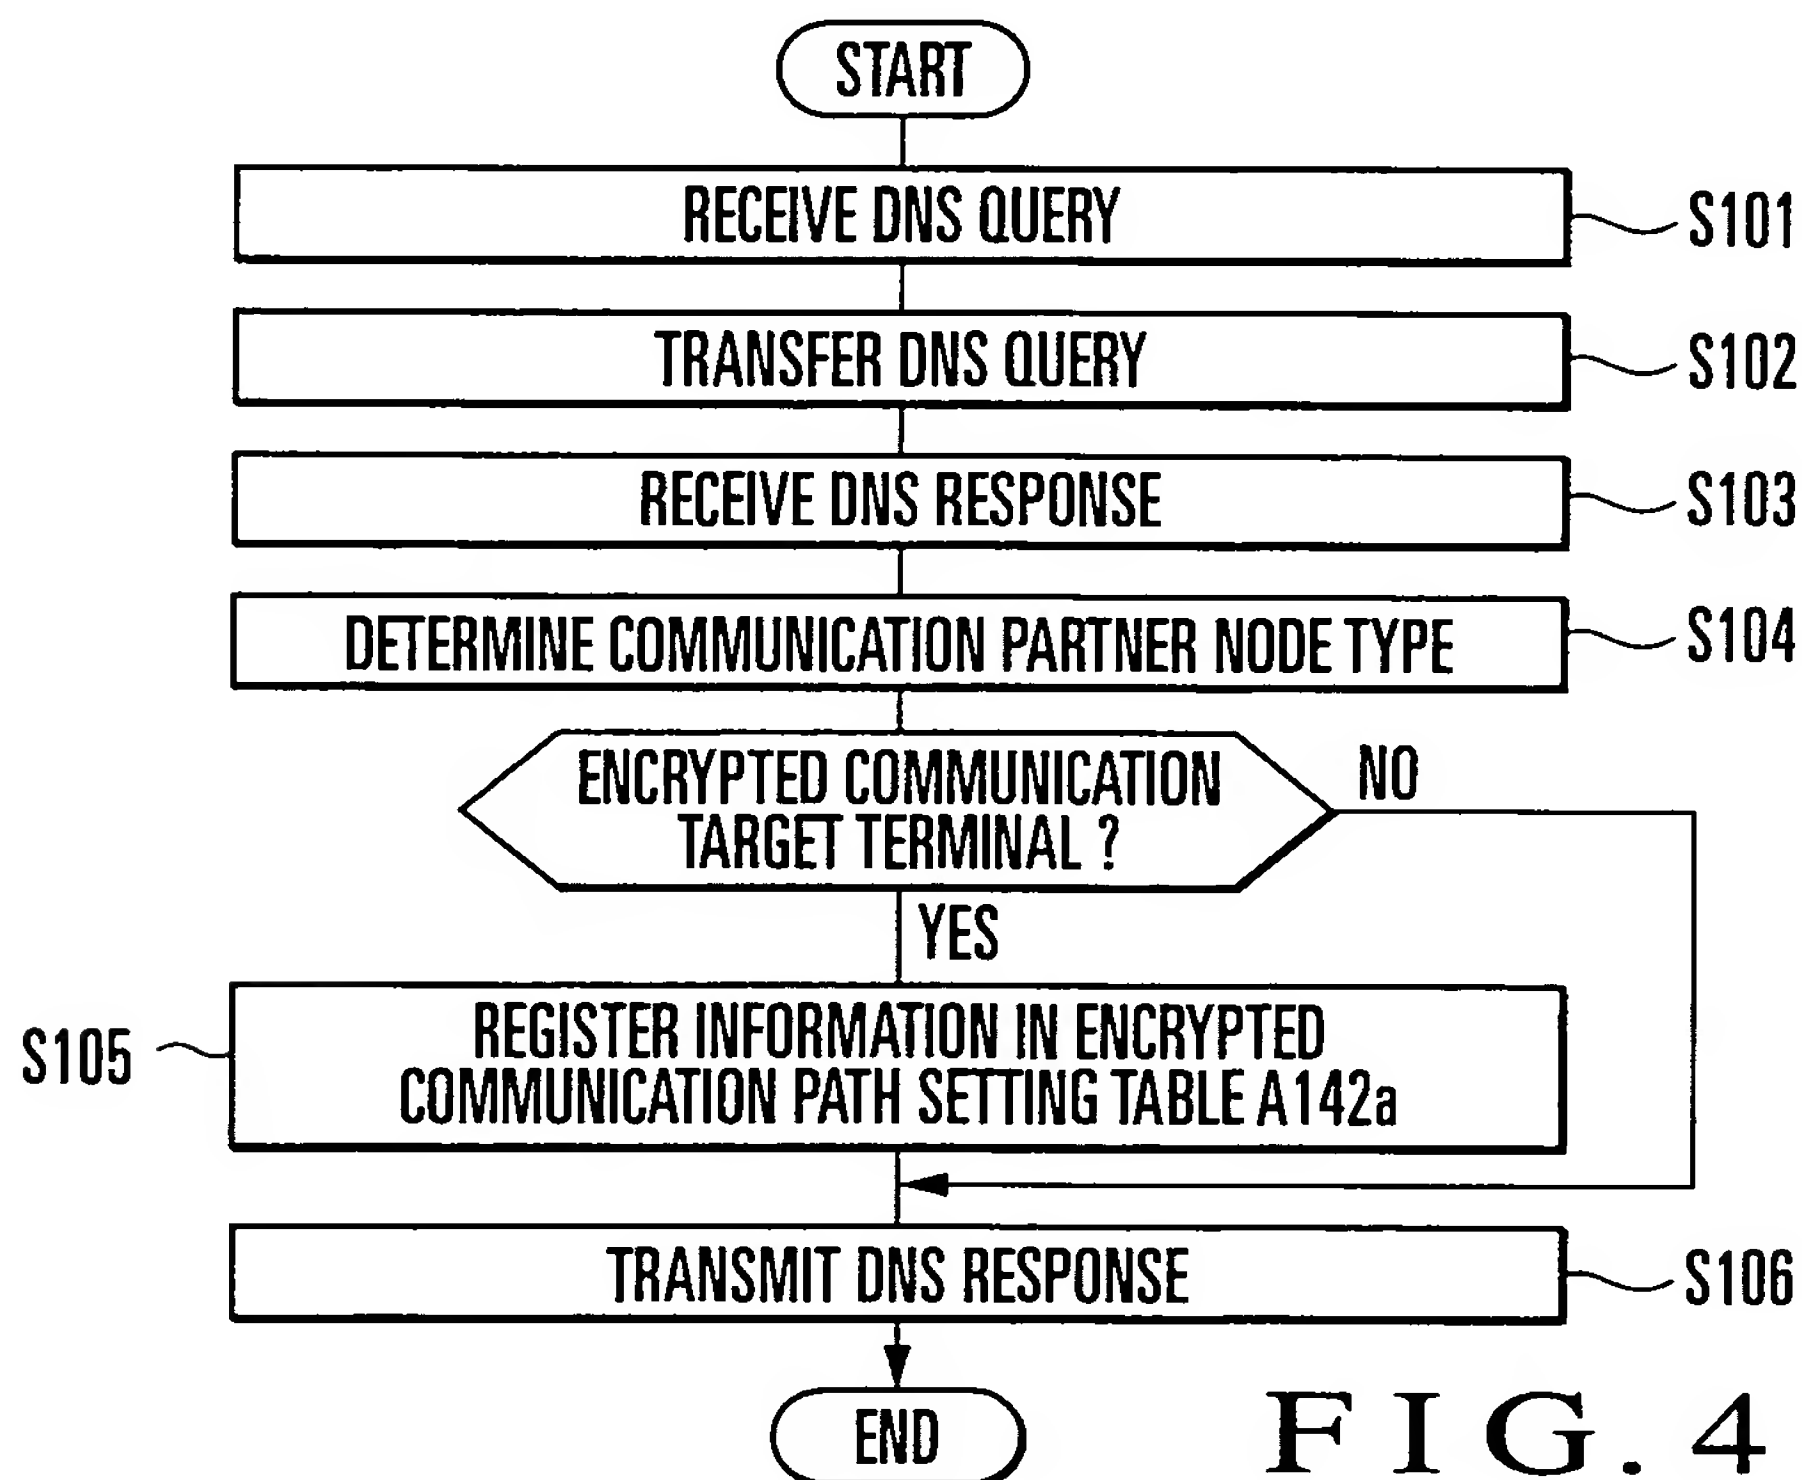 START
RECEIVE DNS QUERY
S101
TRANSFER DNS QUERY
S102
RECEIVE DNS RESPONSE
S103
DETERMINE COMMUNICATION PARTNER NODE TYPE
S104
ENCRYPTED COMMUNICATION
TARGET TERMINAL ?
NO
YES
S105
REGISTER INFORMATION IN ENCRYPTED
COMMUNICATION PATH SETTING TABLE A142a
TRANSMIT DNS RESPONSE
S106
END
FIG. 4